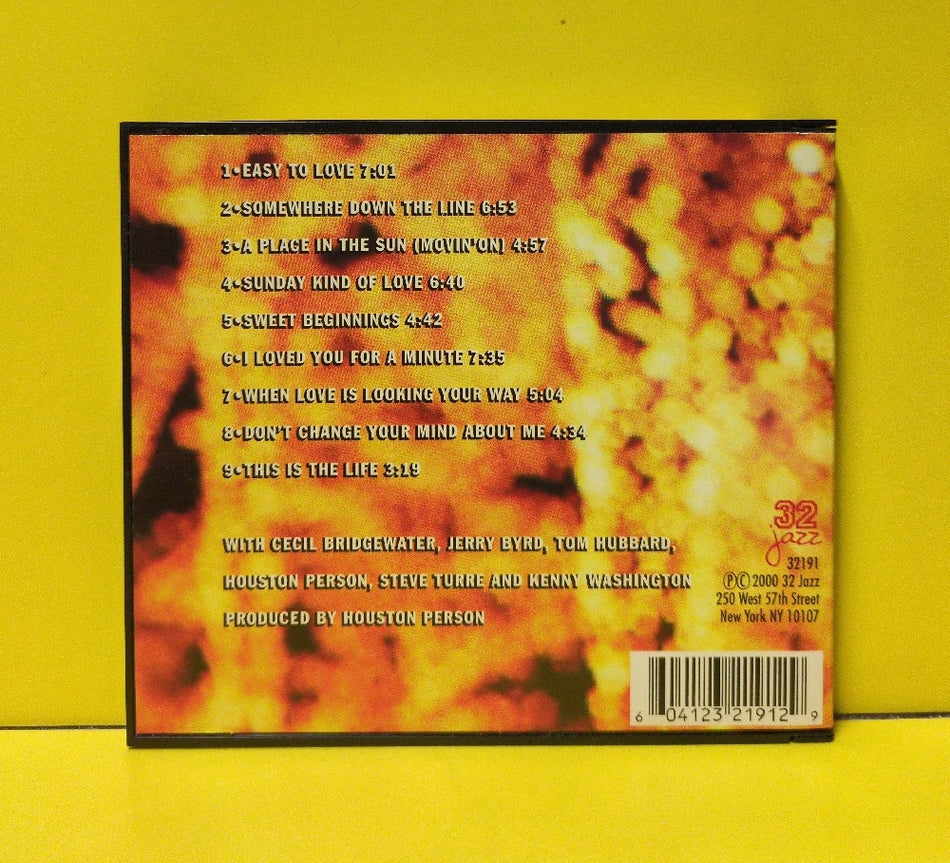 1•EASY TO LOVE 7:01
2•SOMEWHERE DOWN THE LINE 6:53
3•A PLACE IN THE SUN (MOVIN'ON) 4:57
4•SUNDAY KIND OF LOVE 6:40
5•SWEET BEGINNINGS 4:42
6•I LOVED YOU FOR A MINUTE 7:35
7•WHEN LOVE IS LOOKING YOUR WAY 5:04
8•DON'T CHANGE YOUR MIND ABOUT ME 4:34
9•THIS IS THE LIFE 3:19
WITH CECIL BRIDGEWATER, JERRY BYRD, TOM HUBBARD,
HOUSTON PERSON, STEVE TURRE AND KENNY WASHINGTON
PRODUCED BY HOUSTON PERSON
32
jazz
32191
℗© 2000 32 Jazz
250 West 57th Street
New York NY 10107
6 04123 21912 9